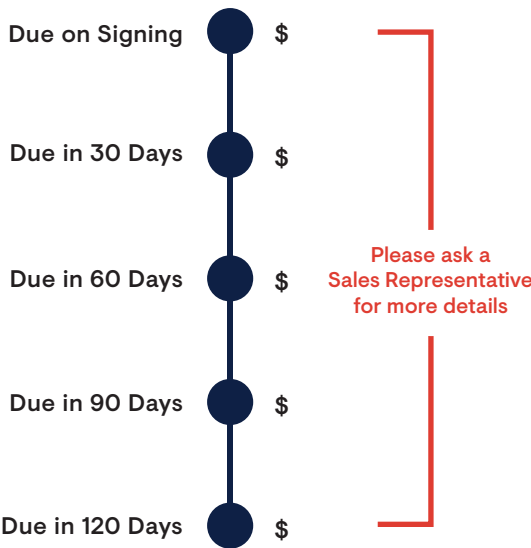 Due on Signing $
Due in 30 Days $
Due in 60 Days $
Please ask a
Sales Representative
for more details
Due in 90 Days $
Due in 120 Days $